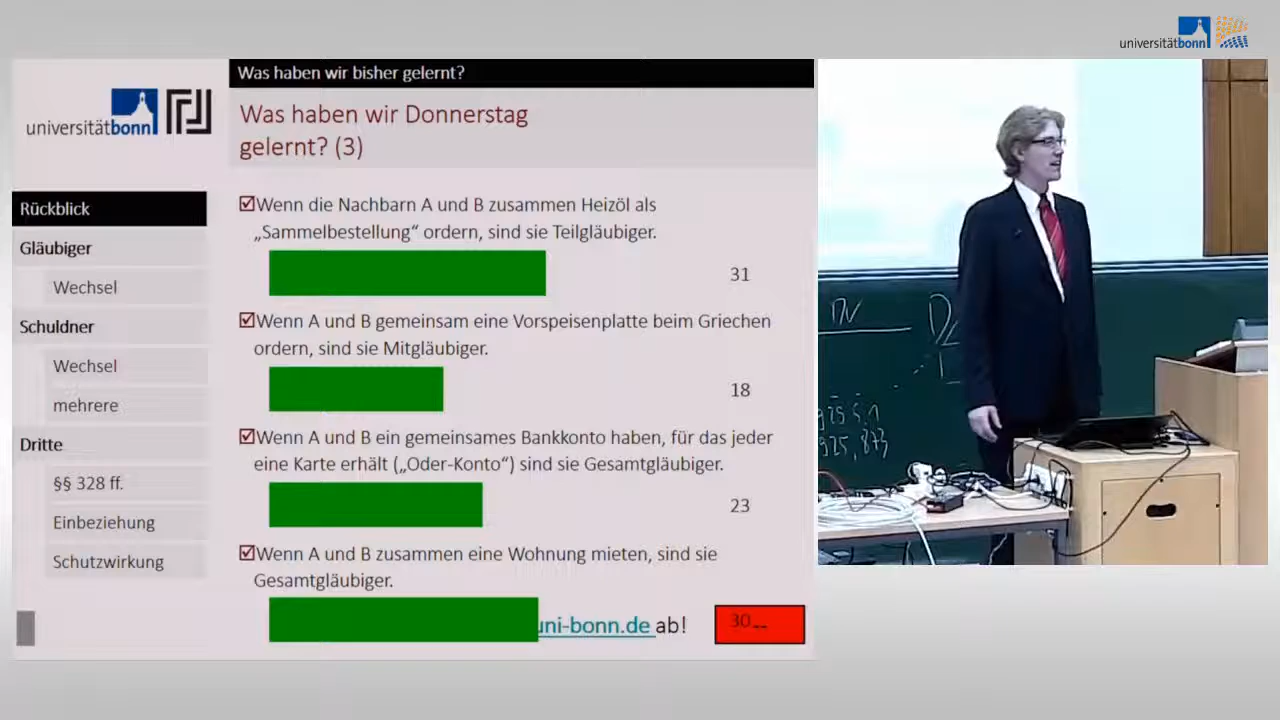 universitätbonn
Was haben wir bisher gelernt?
universitätbonn
Was haben wir Donnerstag
gelernt? (3)
Rückblick
Gläubiger
Wechsel
Schuldner
Wechsel
mehrere
Dritte
§§ 328 ff.
Einbeziehung
Schutzwirkung
Wenn die Nachbarn A und B zusammen Heizöl als
„Sammelbestellung“ ordern, sind sie Teilgläubiger.
31
Wenn A und B gemeinsam eine Vorspeisenplatte beim Griechen
ordern, sind sie Mitgläubiger.
18
Wenn A und B ein gemeinsames Bankkonto haben, für das jeder
eine Karte erhält („Oder-Konto“) sind sie Gesamtgläubiger.
23
Wenn A und B zusammen eine Wohnung mieten, sind sie
Gesamtgläubiger.
uni-bonn.de ab!
30